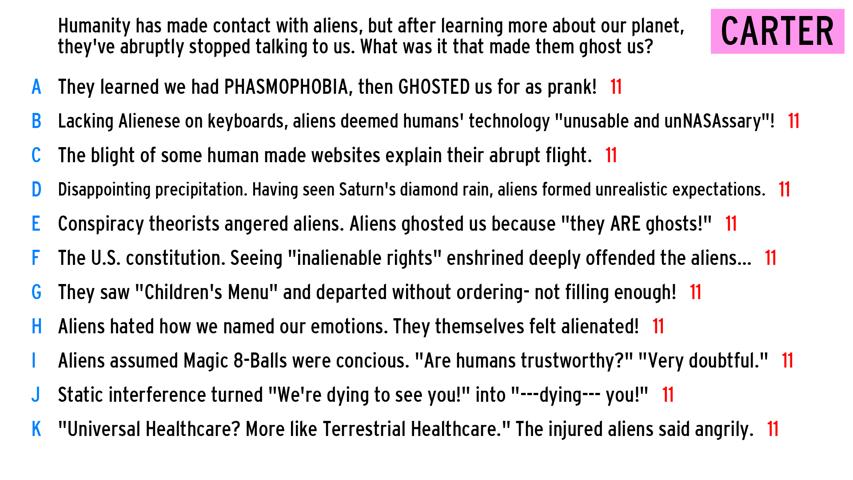 Humanity has made contact with aliens, but after learning more about our planet,
they've abruptly stopped talking to us. What was it that made them ghost us?
CARTER
A They learned we had PHASMOPHOBIA, then GHOSTED us for as prank! 11
B Lacking Alienese on keyboards, aliens deemed humans' technology "unusable and unNASAssary"! 11
C The blight of some human made websites explain their abrupt flight. 11
D Disappointing precipitation. Having seen Saturn's diamond rain, aliens formed unrealistic expectations. 11
E Conspiracy theorists angered aliens. Aliens ghosted us because "they ARE ghosts!" 11
F The U.S. constitution. Seeing "inalienable rights" enshrined deeply offended the aliens... 11
G They saw "Children's Menu" and departed without ordering- not filling enough! 11
H Aliens hated how we named our emotions. They themselves felt alienated! 11
I Aliens assumed Magic 8-Balls were concious. "Are humans trustworthy?" "Very doubtful." 11
J Static interference turned "We're dying to see you!" into "---dying--- you!" 11
K "Universal Healthcare? More like Terrestrial Healthcare." The injured aliens said angrily. 11